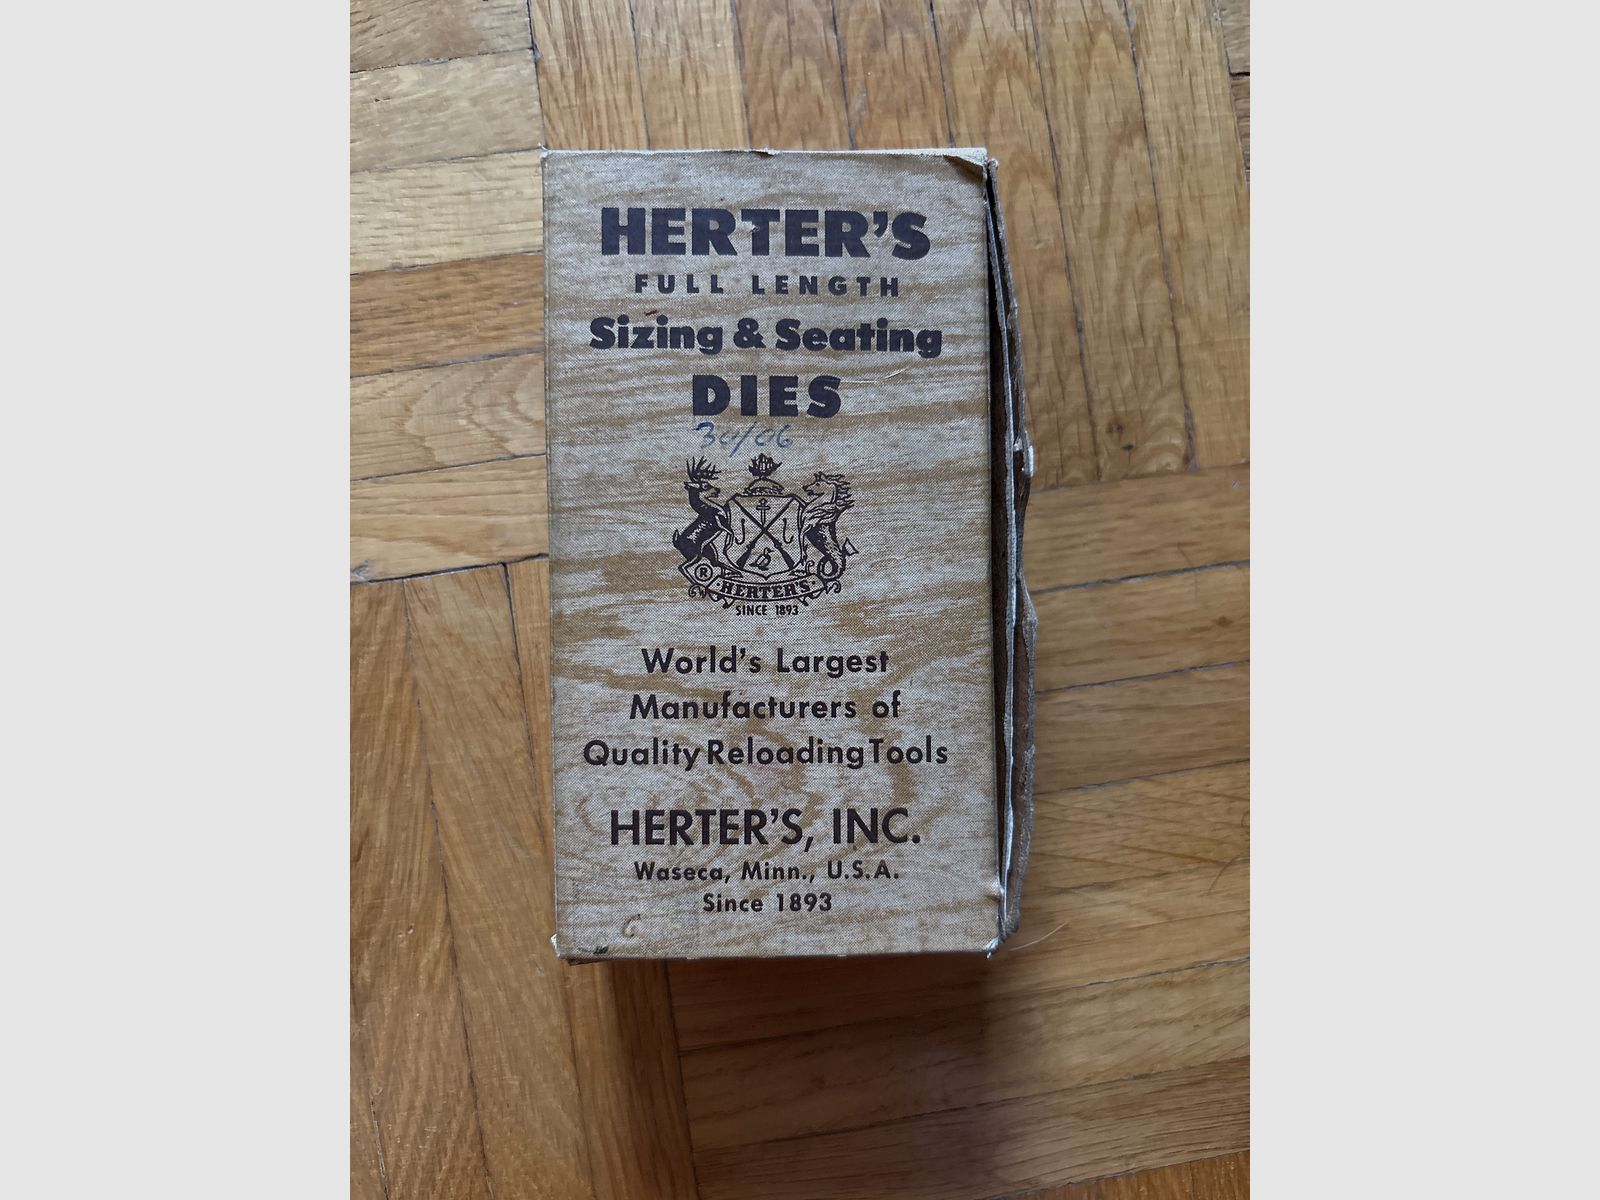 HERTER'S
FULL LENGTH
Sizing & Seating
DIES
30/06
®
HERTER'S
SINCE 1893
World's Largest
Manufacturers of
Quality Reloading Tools
HERTER'S, INC.
Waseca, Minn., U.S.A.
Since 1893